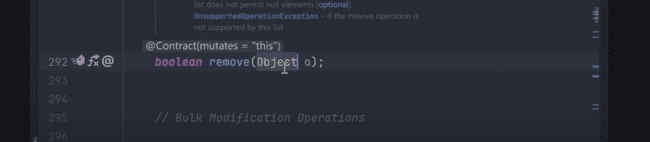 list does not permit null elements (optional)
UnsupportedOperationException – if the remove operation is
not supported by this list
@Contract(mutates = "this")
292 boolean remove(Object o);
293
294
295 // Bulk Modification Operations
296